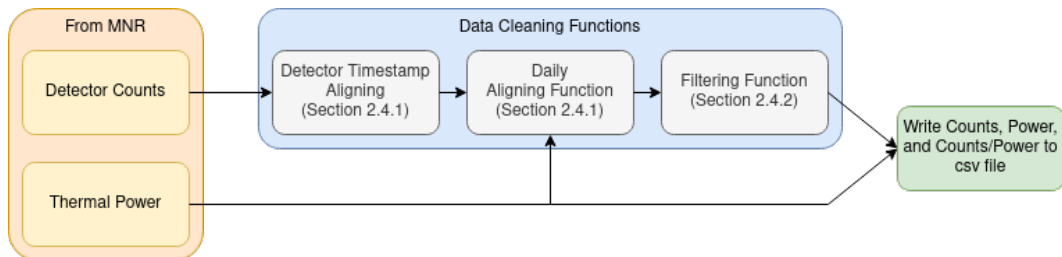 From MNR
Detector Counts
Thermal Power
Data Cleaning Functions
Detector Timestamp
Aligning
(Section 2.4.1)
Daily
Aligning Function
(Section 2.4.1)
Filtering Function
(Section 2.4.2)
Write Counts, Power,
and Counts/Power to
csv file